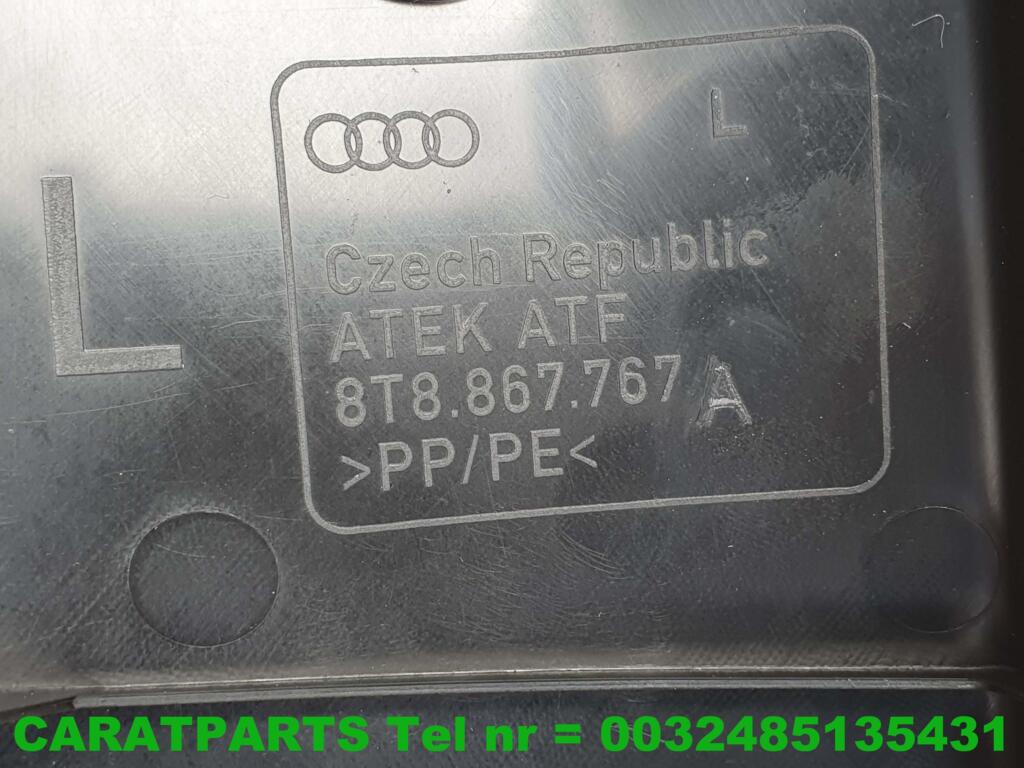 L
L
Czech Republic
ATEK ATF
8T8.867.767 A
>PP/PE<
CARATPARTS Tel nr = 0032485135431